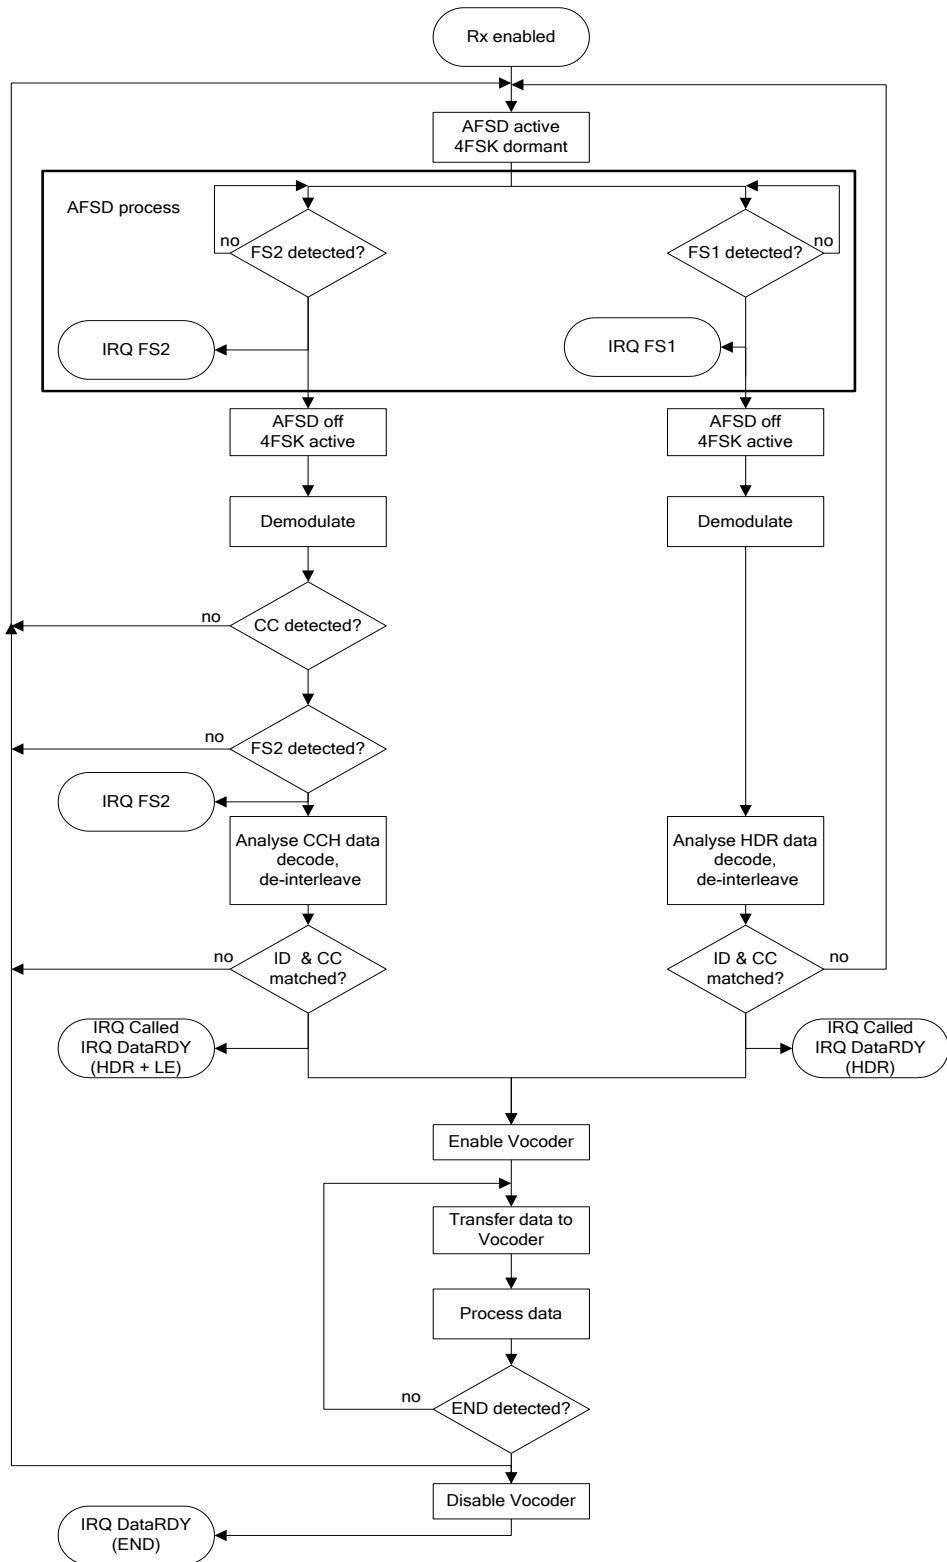 Rx enabled
AFSD active
4FSK dormant
AFSD process
no
FS2 detected?
FS1 detected?
no
IRQ FS2
IRQ FS1
AFSD off
4FSK active
AFSD off
4FSK active
Demodulate
Demodulate
no
CC detected?
no
FS2 detected?
IRQ FS2
Analyse CCH data
decode,
de-interleave
Analyse HDR data
decode,
de-interleave
no
ID & CC
matched?
ID & CC
matched?
no
IRQ Called
IRQ DataRDY
(HDR + LE)
IRQ Called
IRQ DataRDY
(HDR)
Enable Vocoder
Transfer data to
Vocoder
Process data
no
END detected?
Disable Vocoder
IRQ DataRDY
(END)